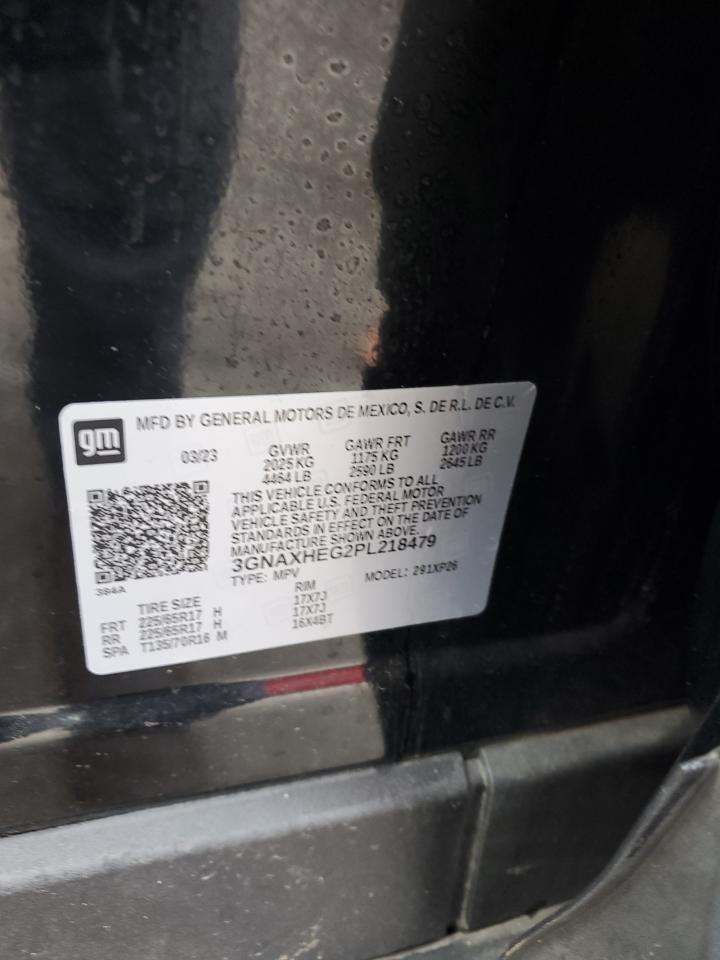 gm
MFD BY GENERAL MOTORS DE MEXICO, S. DE R.L. DE C.V.
03/23 GVWR GAWR FRT GAWR RR
2025 KG 1175 KG 1200 KG
4464 LB 2590 LB 2645 LB
THIS VEHICLE CONFORMS TO ALL
APPLICABLE U.S. FEDERAL MOTOR
VEHICLE SAFETY AND THEFT PREVENTION
STANDARDS IN EFFECT ON THE DATE OF
MANUFACTURE SHOWN ABOVE.
3GNAXHEG2PL218479
TYPE: MPV MODEL: 291XP26
384A
TIRE SIZE RIM
FRT 225/65R17 H 17X7J
RR 225/65R17 H 17X7J
SPA T135/70R16 M 16X4BT